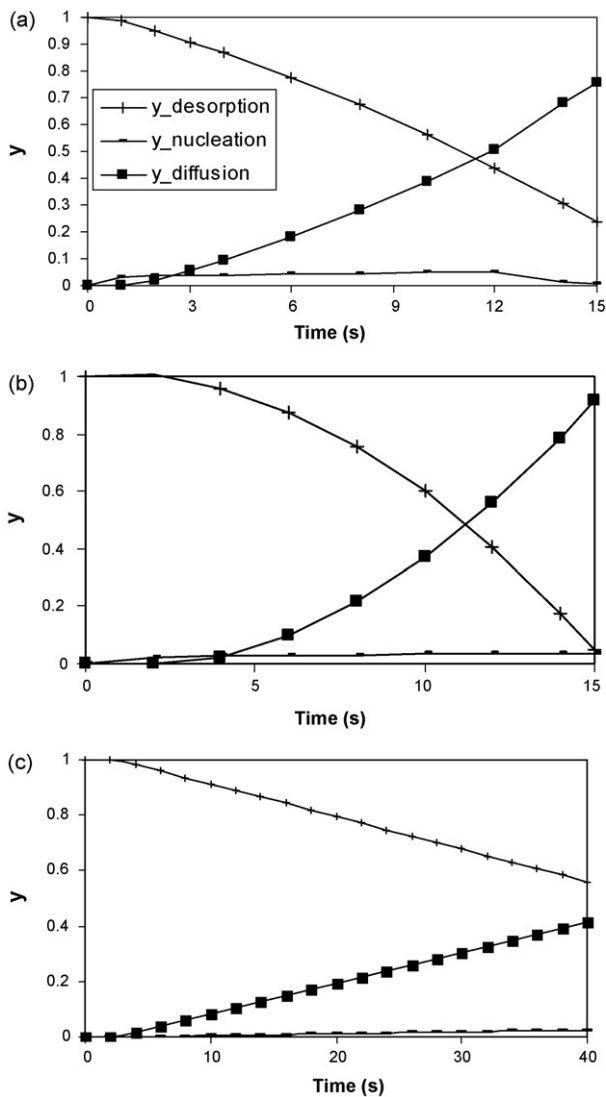 (a)
1
0.9
0.8
0.7
0.6
0.5
0.4
0.3
0.2
0.1
0
y
y_desorption
y_nucleation
y_diffusion
0 3 6 9 12 15
Time (s)
(b)
1
0.8
0.6
0.4
0.2
0
y
0 5 10 15
Time (s)
(c)
1
0.8
0.6
0.4
0.2
0
y
0 10 20 30 40
Time (s)